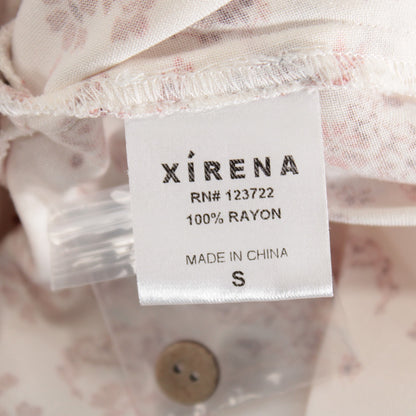 XÍRENA
RN# 123722
100% RAYON
MADE IN CHINA
S